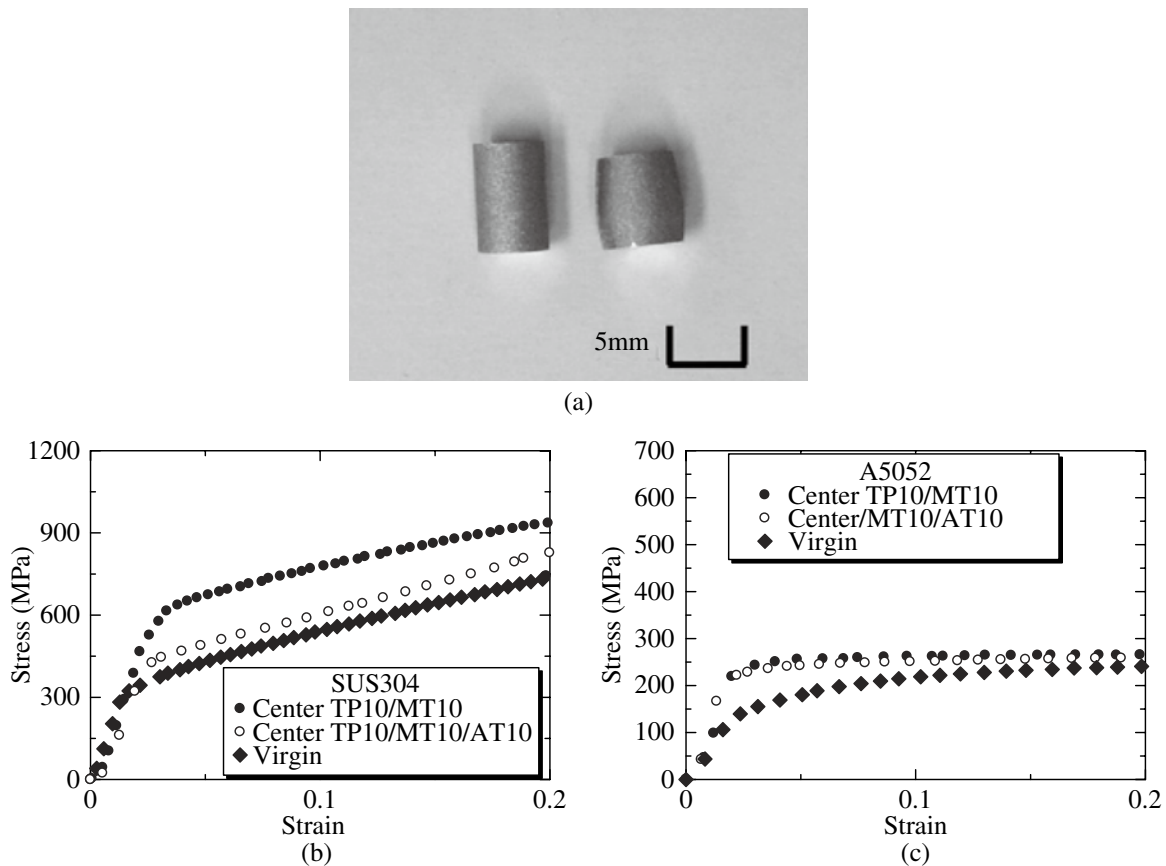 5mm
(a)
1200
900
600
300
0
Stress (MPa)
SUS304
Center TP10/MT10
Center TP10/MT10/AT10
Virgin
0
0.1
0.2
Strain
(b)
700
600
500
400
300
200
100
0
Stress (MPa)
A5052
Center TP10/MT10
Center/MT10/AT10
Virgin
0
0.1
0.2
Strain
(c)